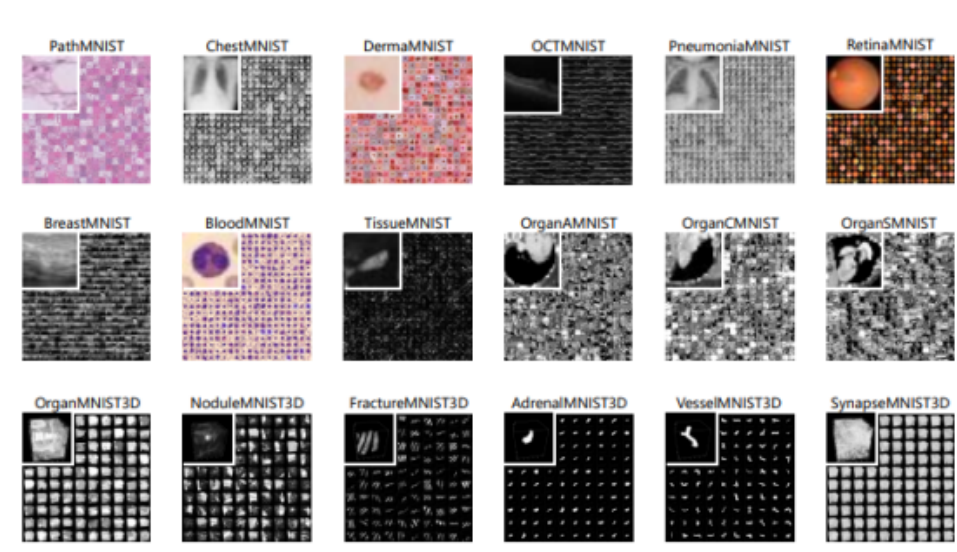 PathMNIST
ChestMNIST
DermaMNIST
OCTMNIST
PneumoniaMNIST
RetinaMNIST
BreastMNIST
BloodMNIST
TissueMNIST
OrganAMNIST
OrganCMNIST
OrganSMNIST
OrganMNIST3D
NoduleMNIST3D
FractureMNIST3D
AdrenalMNIST3D
VesselMNIST3D
SynapseMNIST3D